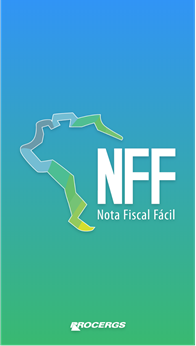 NFF
Nota Fiscal Fácil
PROCERGS